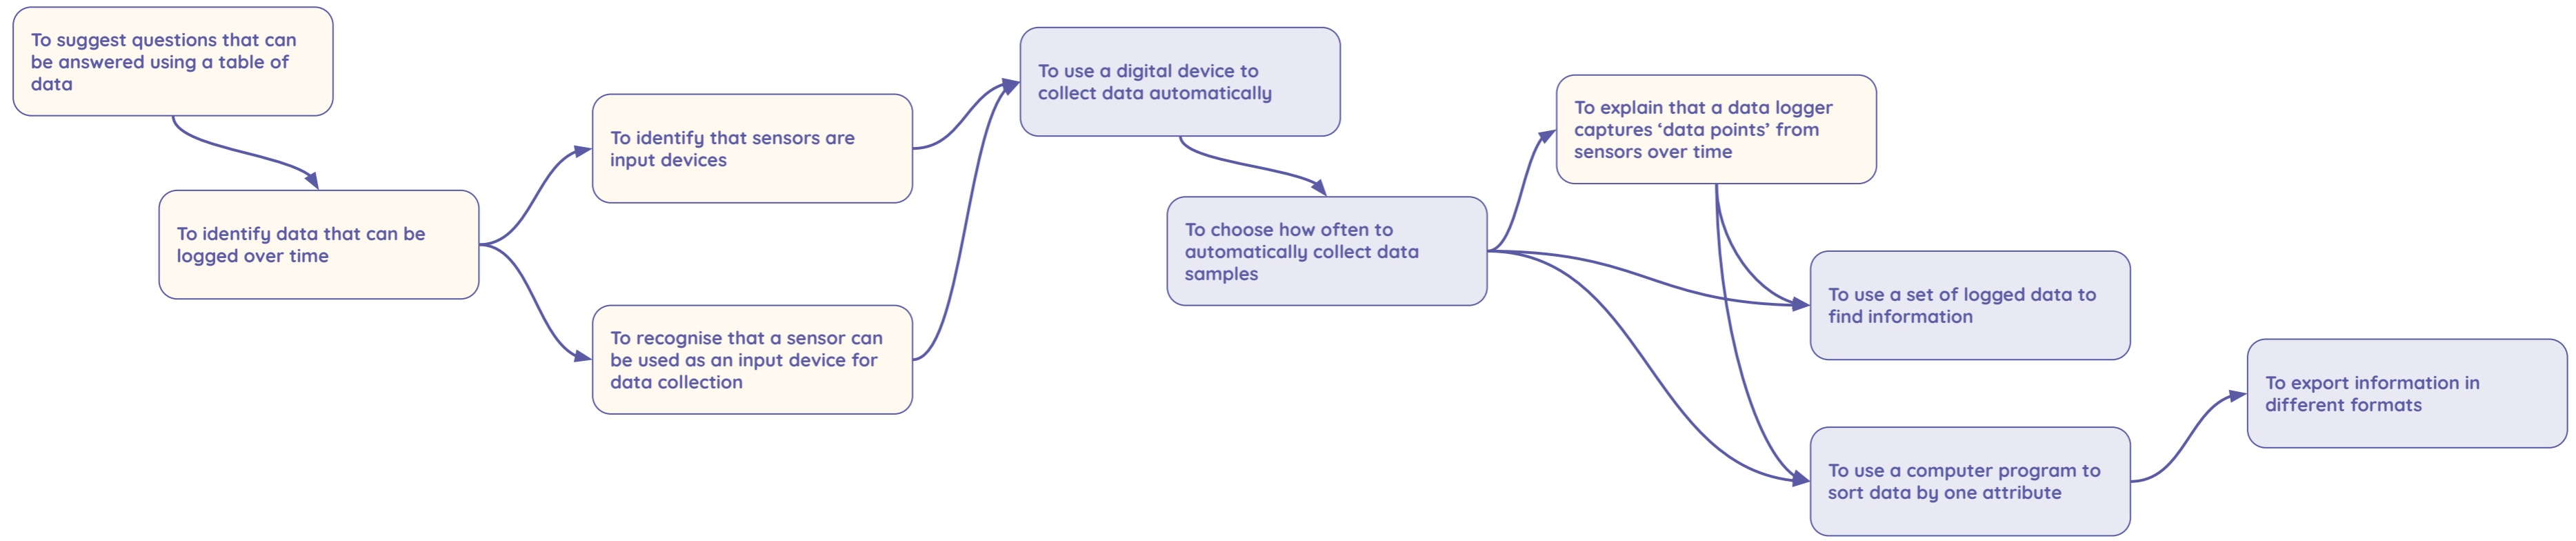 To suggest questions that can
be answered using a table of
data
To identify data that can be
logged over time
To identify that sensors are
input devices
To recognise that a sensor can
be used as an input device for
data collection
To use a digital device to
collect data automatically
To choose how often to
automatically collect data
samples
To explain that a data logger
captures ‘data points’ from
sensors over time
To use a set of logged data to
find information
To use a computer program to
sort data by one attribute
To export information in
different formats